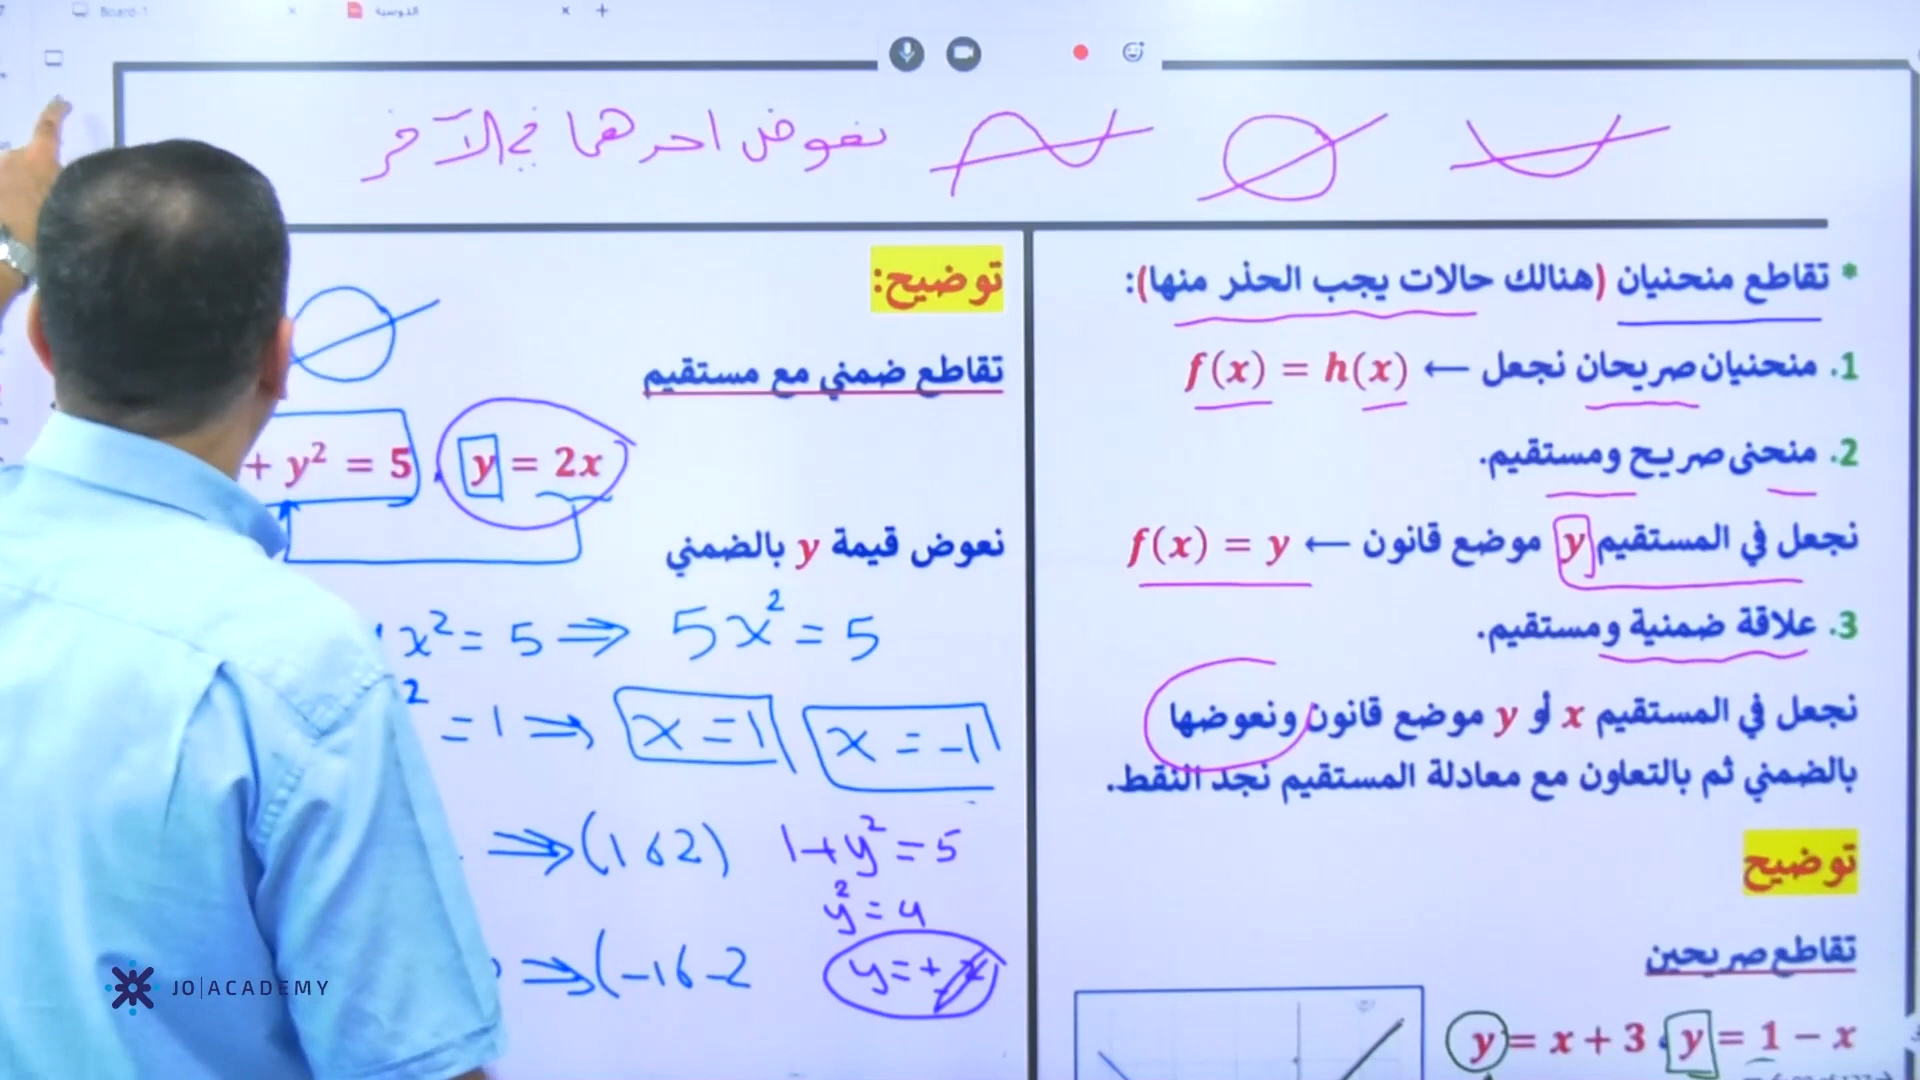 Board-1
الدوسية
نعوض احدهما في الآخر
* تقاطع منحنيان (هنالك حالات يجب الحذر منها):
1. منحنيان صريحان نجعل ← f(x) = h(x)
2. منحنى صريح ومستقيم.
نجعل في المستقيم y موضع قانون ← f(x) = y
3. علاقة ضمنية ومستقيم.
نجعل في المستقيم x أو y موضع قانون ونعوضها
بالضمني ثم بالتعاون مع معادلة المستقيم نجد النقط.
توضيح
تقاطع صريحين
y = x + 3 , y = 1 − x
توضيح:
تقاطع ضمني مع مستقيم
+ y² = 5 , y = 2x
نعوض قيمة y بالضمني
x² = 5 ⇒ 5x² = 5
² = 1 ⇒ x = 1 x = -1
⇒ (1 , 2) 1 + y² = 5
y² = 4
⇒ (-1 , -2 y = ±
JO|ACADEMY